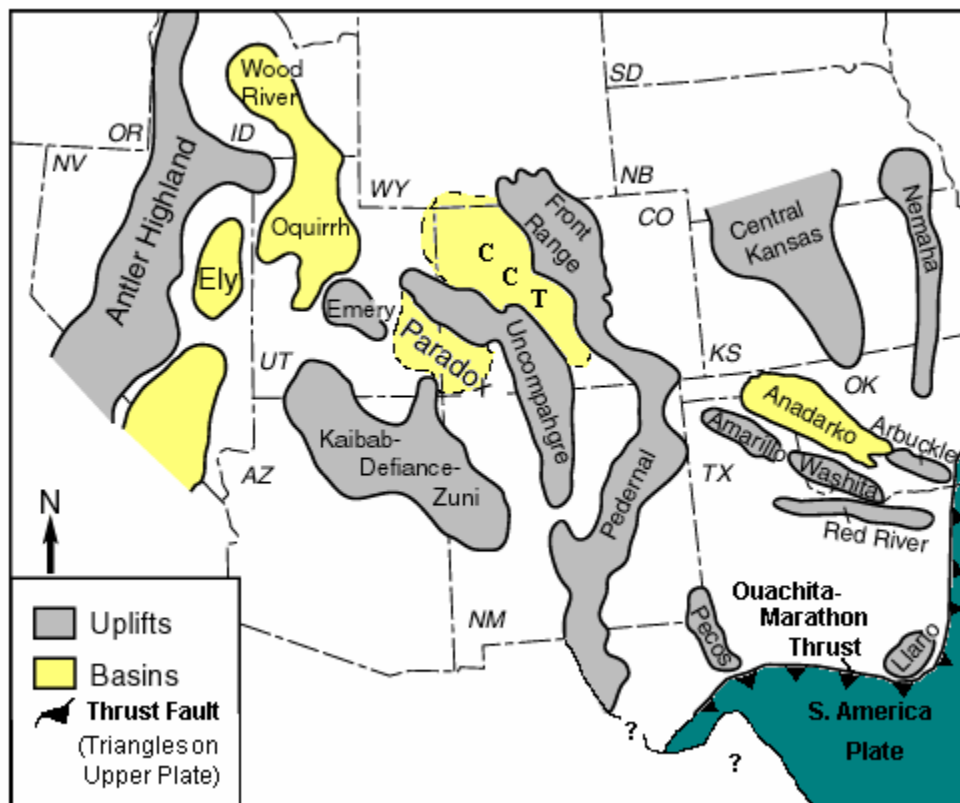 Wood
River
SD
OR
ID
NV
WY
NB
CO
Front
Range
Central
Kansas
Nemaha
Antler Highland
Oquirrh
Ely
C
C
T
Emery
Paradox
Uncompahgre
UT
KS
OK
Anadarko
Amarillo
Arbuckle
Kaibab-
Defiance-
Zuni
AZ
TX
Washita
Pedernal
Red River
N
Ouachita-
Marathon
Thrust
NM
Pecos
Llano
Uplifts
Basins
Thrust Fault
(Triangles on
Upper Plate)
S. America
Plate
?
?